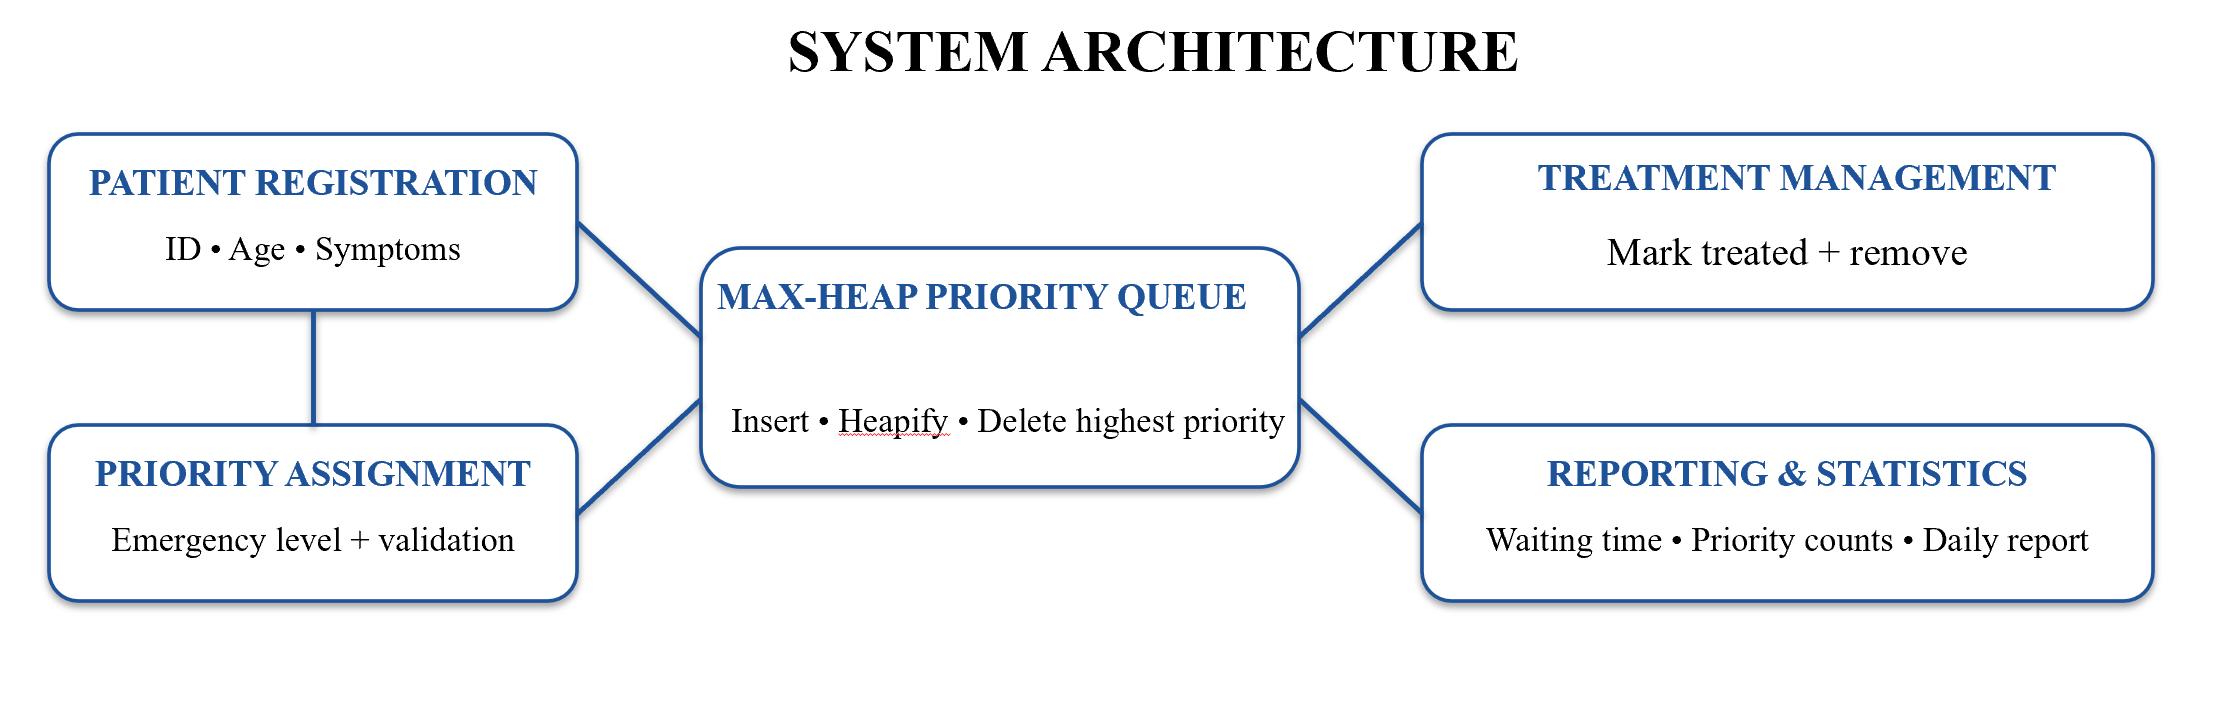 SYSTEM ARCHITECTURE
PATIENT REGISTRATION
ID • Age • Symptoms
PRIORITY ASSIGNMENT
Emergency level + validation
MAX-HEAP PRIORITY QUEUE
Insert • Heapify • Delete highest priority
TREATMENT MANAGEMENT
Mark treated + remove
REPORTING & STATISTICS
Waiting time • Priority counts • Daily report